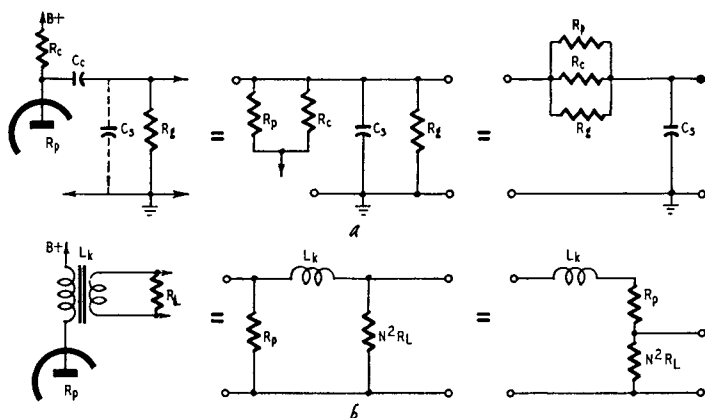 B+
Rc
Cc
Rp
Cs
Rg
=
Rp
Rc
Cs
Rg
=
Rp
Rc
Rg
Cs
a
B+
Lk
RL
Rp
=
Lk
Rp
N²RL
=
Lk
Rp
N²RL
b